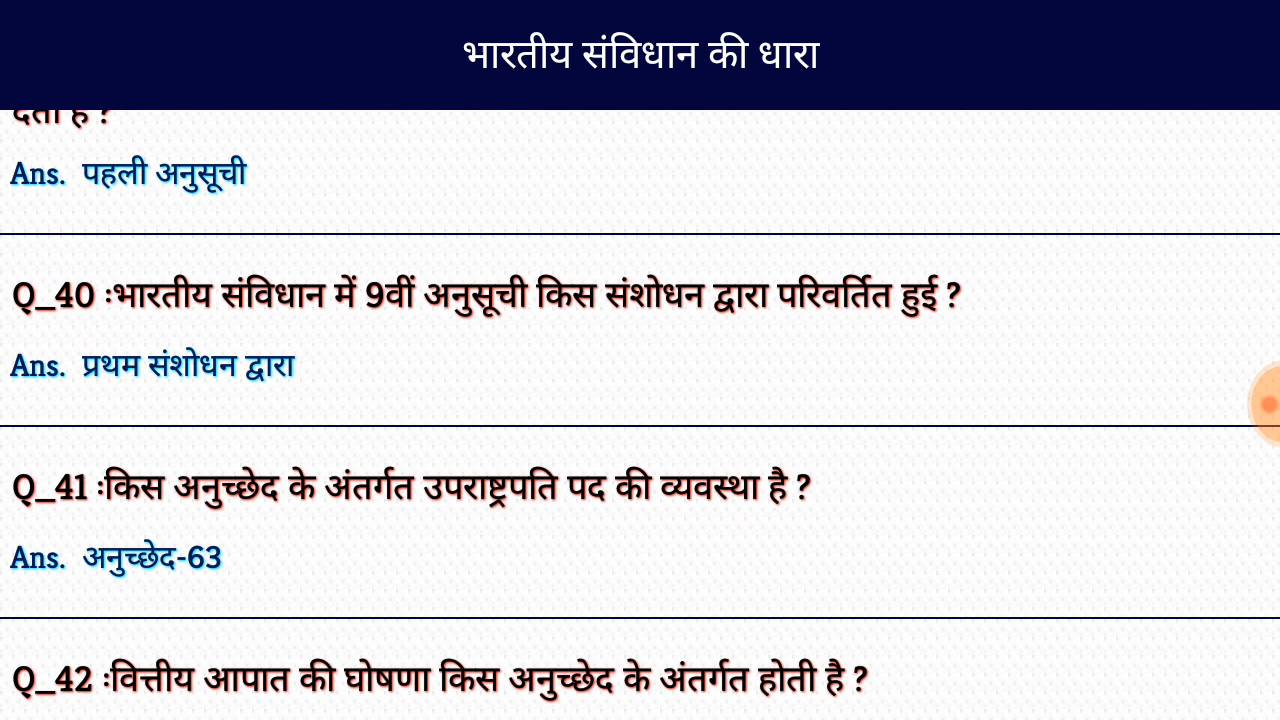 भारतीय संविधान की धारा
देता है ?
Ans. पहली अनुसूची
Q_40 :भारतीय संविधान में 9वीं अनुसूची किस संशोधन द्वारा परिवर्तित हुई ?
Ans. प्रथम संशोधन द्वारा
Q_41 :किस अनुच्छेद के अंतर्गत उपराष्ट्रपति पद की व्यवस्था है ?
Ans. अनुच्छेद-63
Q_42 :वित्तीय आपात की घोषणा किस अनुच्छेद के अंतर्गत होती है ?